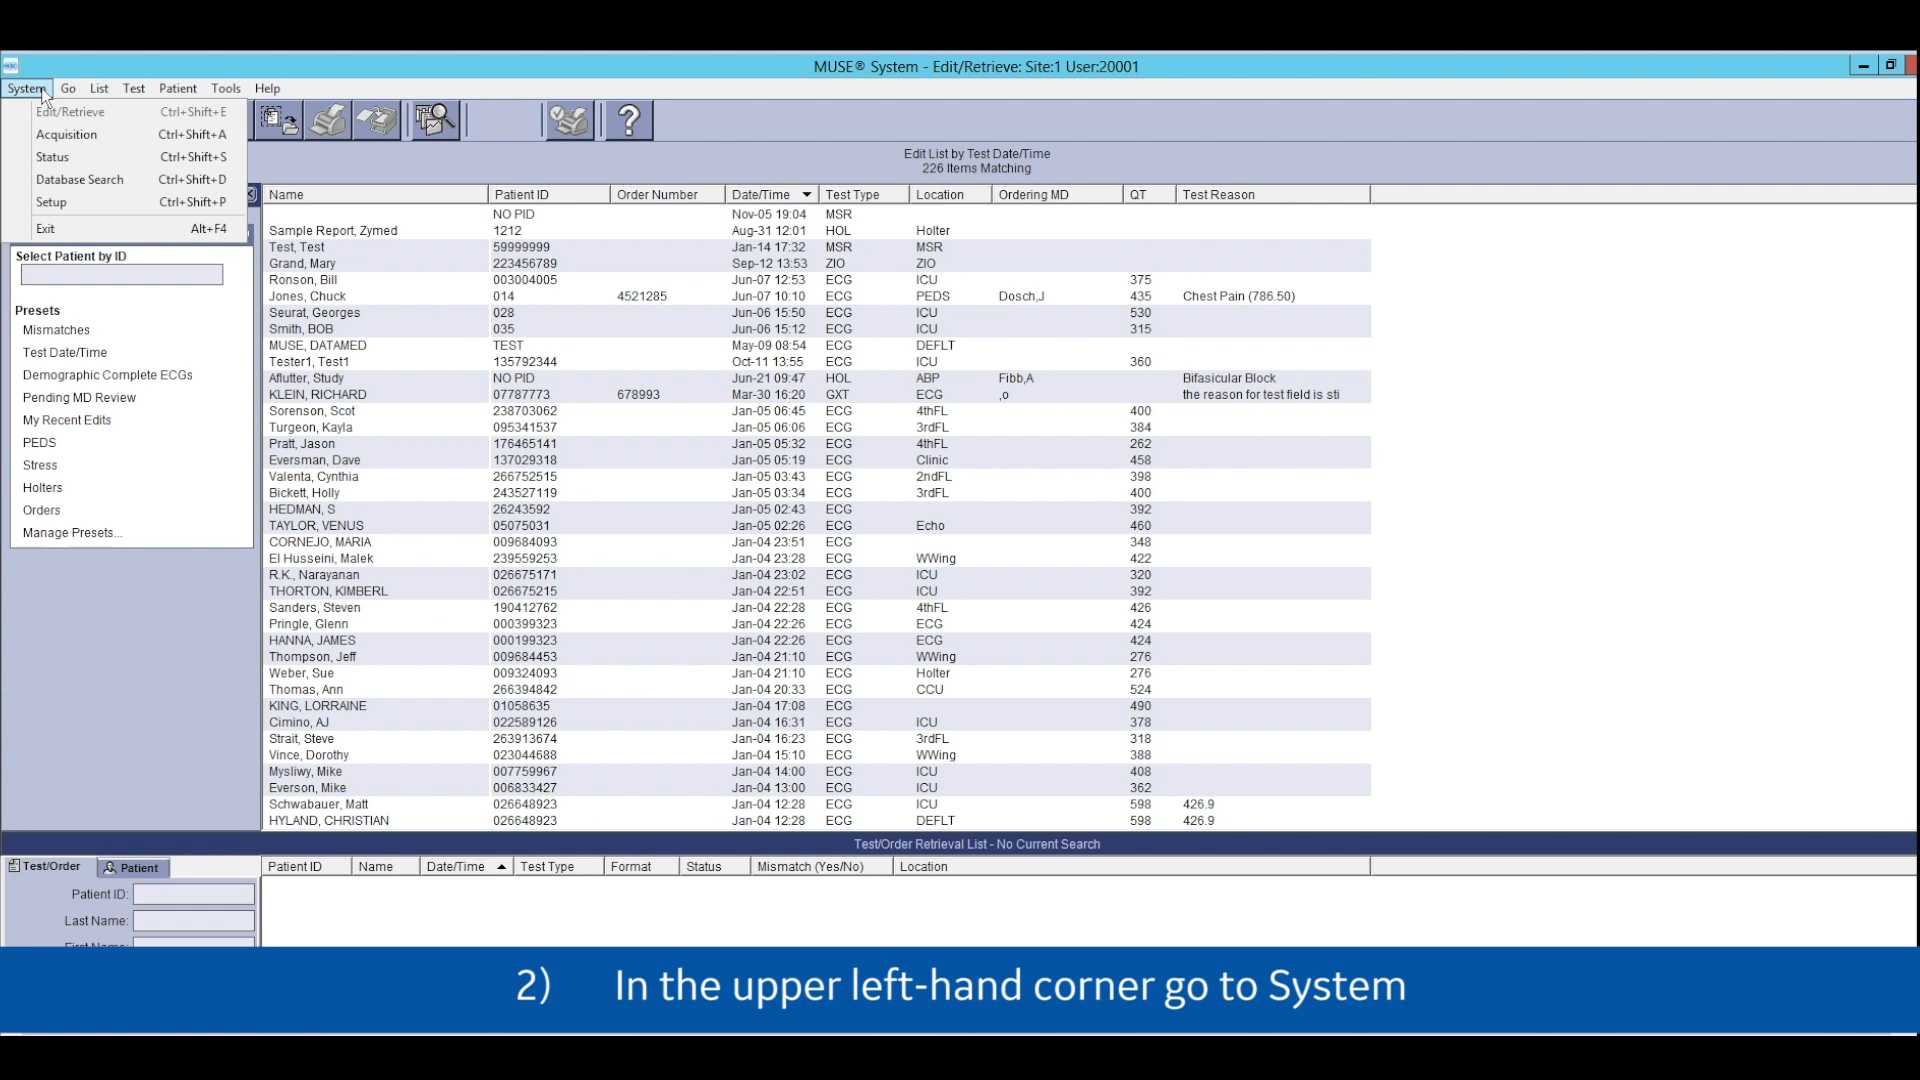 MUSE® System - Edit/Retrieve: Site:1 User:20001
System Go List Test Patient Tools Help
Edit/Retrieve Ctrl+Shift+E
Acquisition Ctrl+Shift+A
Status Ctrl+Shift+S
Database Search Ctrl+Shift+D
Setup Ctrl+Shift+P
Exit Alt+F4
Select Patient by ID
Presets
Mismatches
Test Date/Time
Demographic Complete ECGs
Pending MD Review
My Recent Edits
PEDS
Stress
Holters
Orders
Manage Presets...
Edit List by Test Date/Time
226 Items Matching
Name Patient ID Order Number Date/Time Test Type Location Ordering MD QT Test Reason
NO PID Nov-05 19:04 MSR
Sample Report, Zymed 1212 Aug-31 12:01 HOL Holter
Test, Test 59999999 Jan-14 17:32 MSR MSR
Grand, Mary 223456789 Sep-12 13:53 ZIO ZIO
Ronson, Bill 003004005 Jun-07 12:53 ECG ICU 375
Jones, Chuck 014 4521285 Jun-07 10:10 ECG PEDS Dosch,J 435 Chest Pain (786.50)
Seurat, Georges 028 Jun-06 15:50 ECG ICU 530
Smith, BOB 035 Jun-06 15:12 ECG ICU 315
MUSE, DATAMED TEST May-09 08:54 ECG DEFLT
Tester1, Test1 135792344 Oct-11 13:55 ECG ICU 360
Aflutter, Study NO PID Jun-21 09:47 HOL ABP Fibb,A Bifasicular Block
KLEIN, RICHARD 07787773 678993 Mar-30 16:20 GXT ECG ,o the reason for test field is sti
Sorenson, Scot 238703062 Jan-05 06:45 ECG 4thFL 400
Turgeon, Kayla 095341537 Jan-05 06:06 ECG 3rdFL 384
Pratt, Jason 176465141 Jan-05 05:32 ECG 4thFL 262
Eversman, Dave 137029318 Jan-05 05:19 ECG Clinic 458
Valenta, Cynthia 266752515 Jan-05 03:43 ECG 2ndFL 398
Bickett, Holly 243527119 Jan-05 03:34 ECG 3rdFL 400
HEDMAN, S 26243592 Jan-05 02:43 ECG 392
TAYLOR, VENUS 05075031 Jan-05 02:26 ECG Echo 460
CORNEJO, MARIA 009684093 Jan-04 23:51 ECG 348
El Husseini, Malek 239559253 Jan-04 23:28 ECG WWing 422
R.K., Narayanan 026675171 Jan-04 23:02 ECG ICU 320
THORTON, KIMBERL 026675215 Jan-04 22:51 ECG ICU 392
Sanders, Steven 190412762 Jan-04 22:28 ECG 4thFL 426
Pringle, Glenn 000399323 Jan-04 22:26 ECG ECG 424
HANNA, JAMES 000199323 Jan-04 22:26 ECG ECG 424
Thompson, Jeff 009684453 Jan-04 21:10 ECG WWing 276
Weber, Sue 009324093 Jan-04 21:10 ECG Holter 276
Thomas, Ann 266394842 Jan-04 20:33 ECG CCU 524
KING, LORRAINE 01058635 Jan-04 17:08 ECG 490
Cimino, AJ 022589126 Jan-04 16:31 ECG ICU 378
Strait, Steve 263913674 Jan-04 16:23 ECG 3rdFL 318
Vince, Dorothy 023044688 Jan-04 15:10 ECG WWing 388
Mysliwy, Mike 007759967 Jan-04 14:00 ECG ICU 408
Everson, Mike 006833427 Jan-04 13:00 ECG ICU 362
Schwabauer, Matt 026648923 Jan-04 12:28 ECG ICU 598 426.9
HYLAND, CHRISTIAN 026648923 Jan-04 12:28 ECG DEFLT 598 426.9
Test/Order Retrieval List - No Current Search
Test/Order Patient
Patient ID Name Date/Time Test Type Format Status Mismatch (Yes/No) Location
Patient ID:
Last Name:
First Name:
2) In the upper left-hand corner go to System